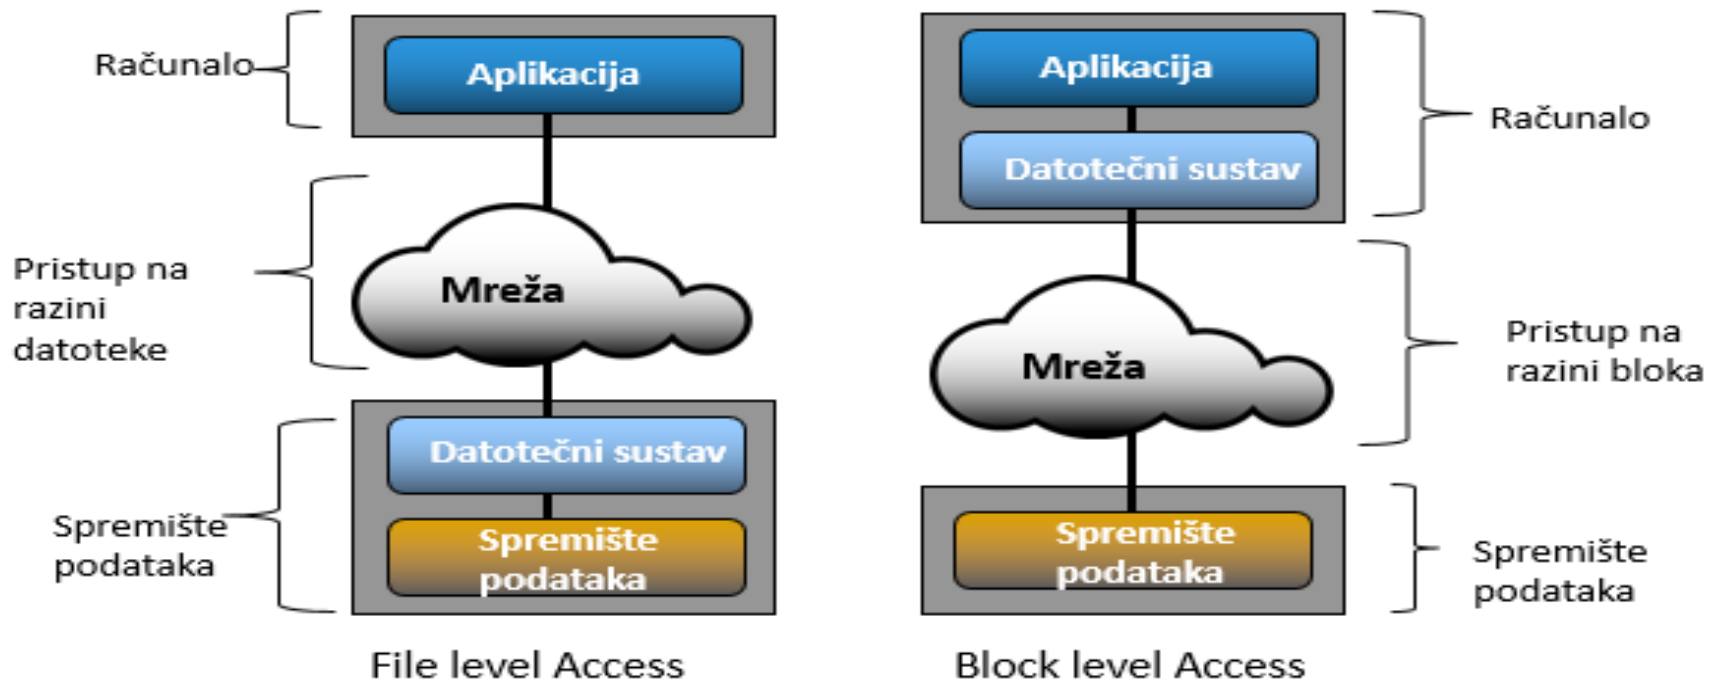 Računalo
Aplikacija
Pristup na
razini
datoteke
Mreža
Datotečni sustav
Spremište
podataka
Spremište
podataka
File level Access
Aplikacija
Datotečni sustav
Računalo
Mreža
Pristup na
razini bloka
Spremište
podataka
Spremište
podataka
Block level Access